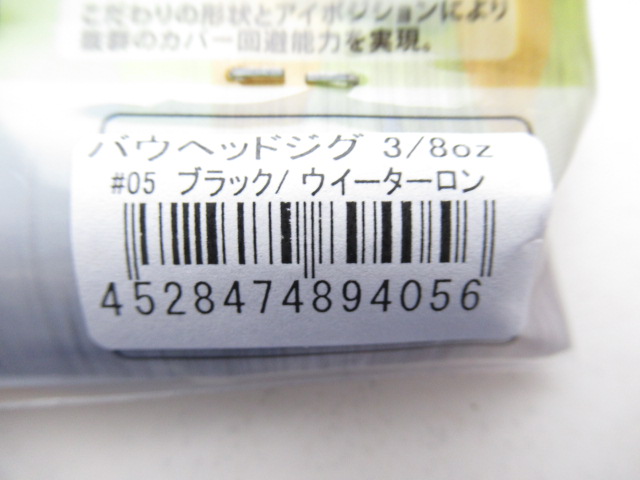 こだわりの形状とアイポジションにより
抜群のカバー回避能力を実現。
バウヘッドジグ 3/8oz
#05 ブラック/ ウイーターロン
4528474894056